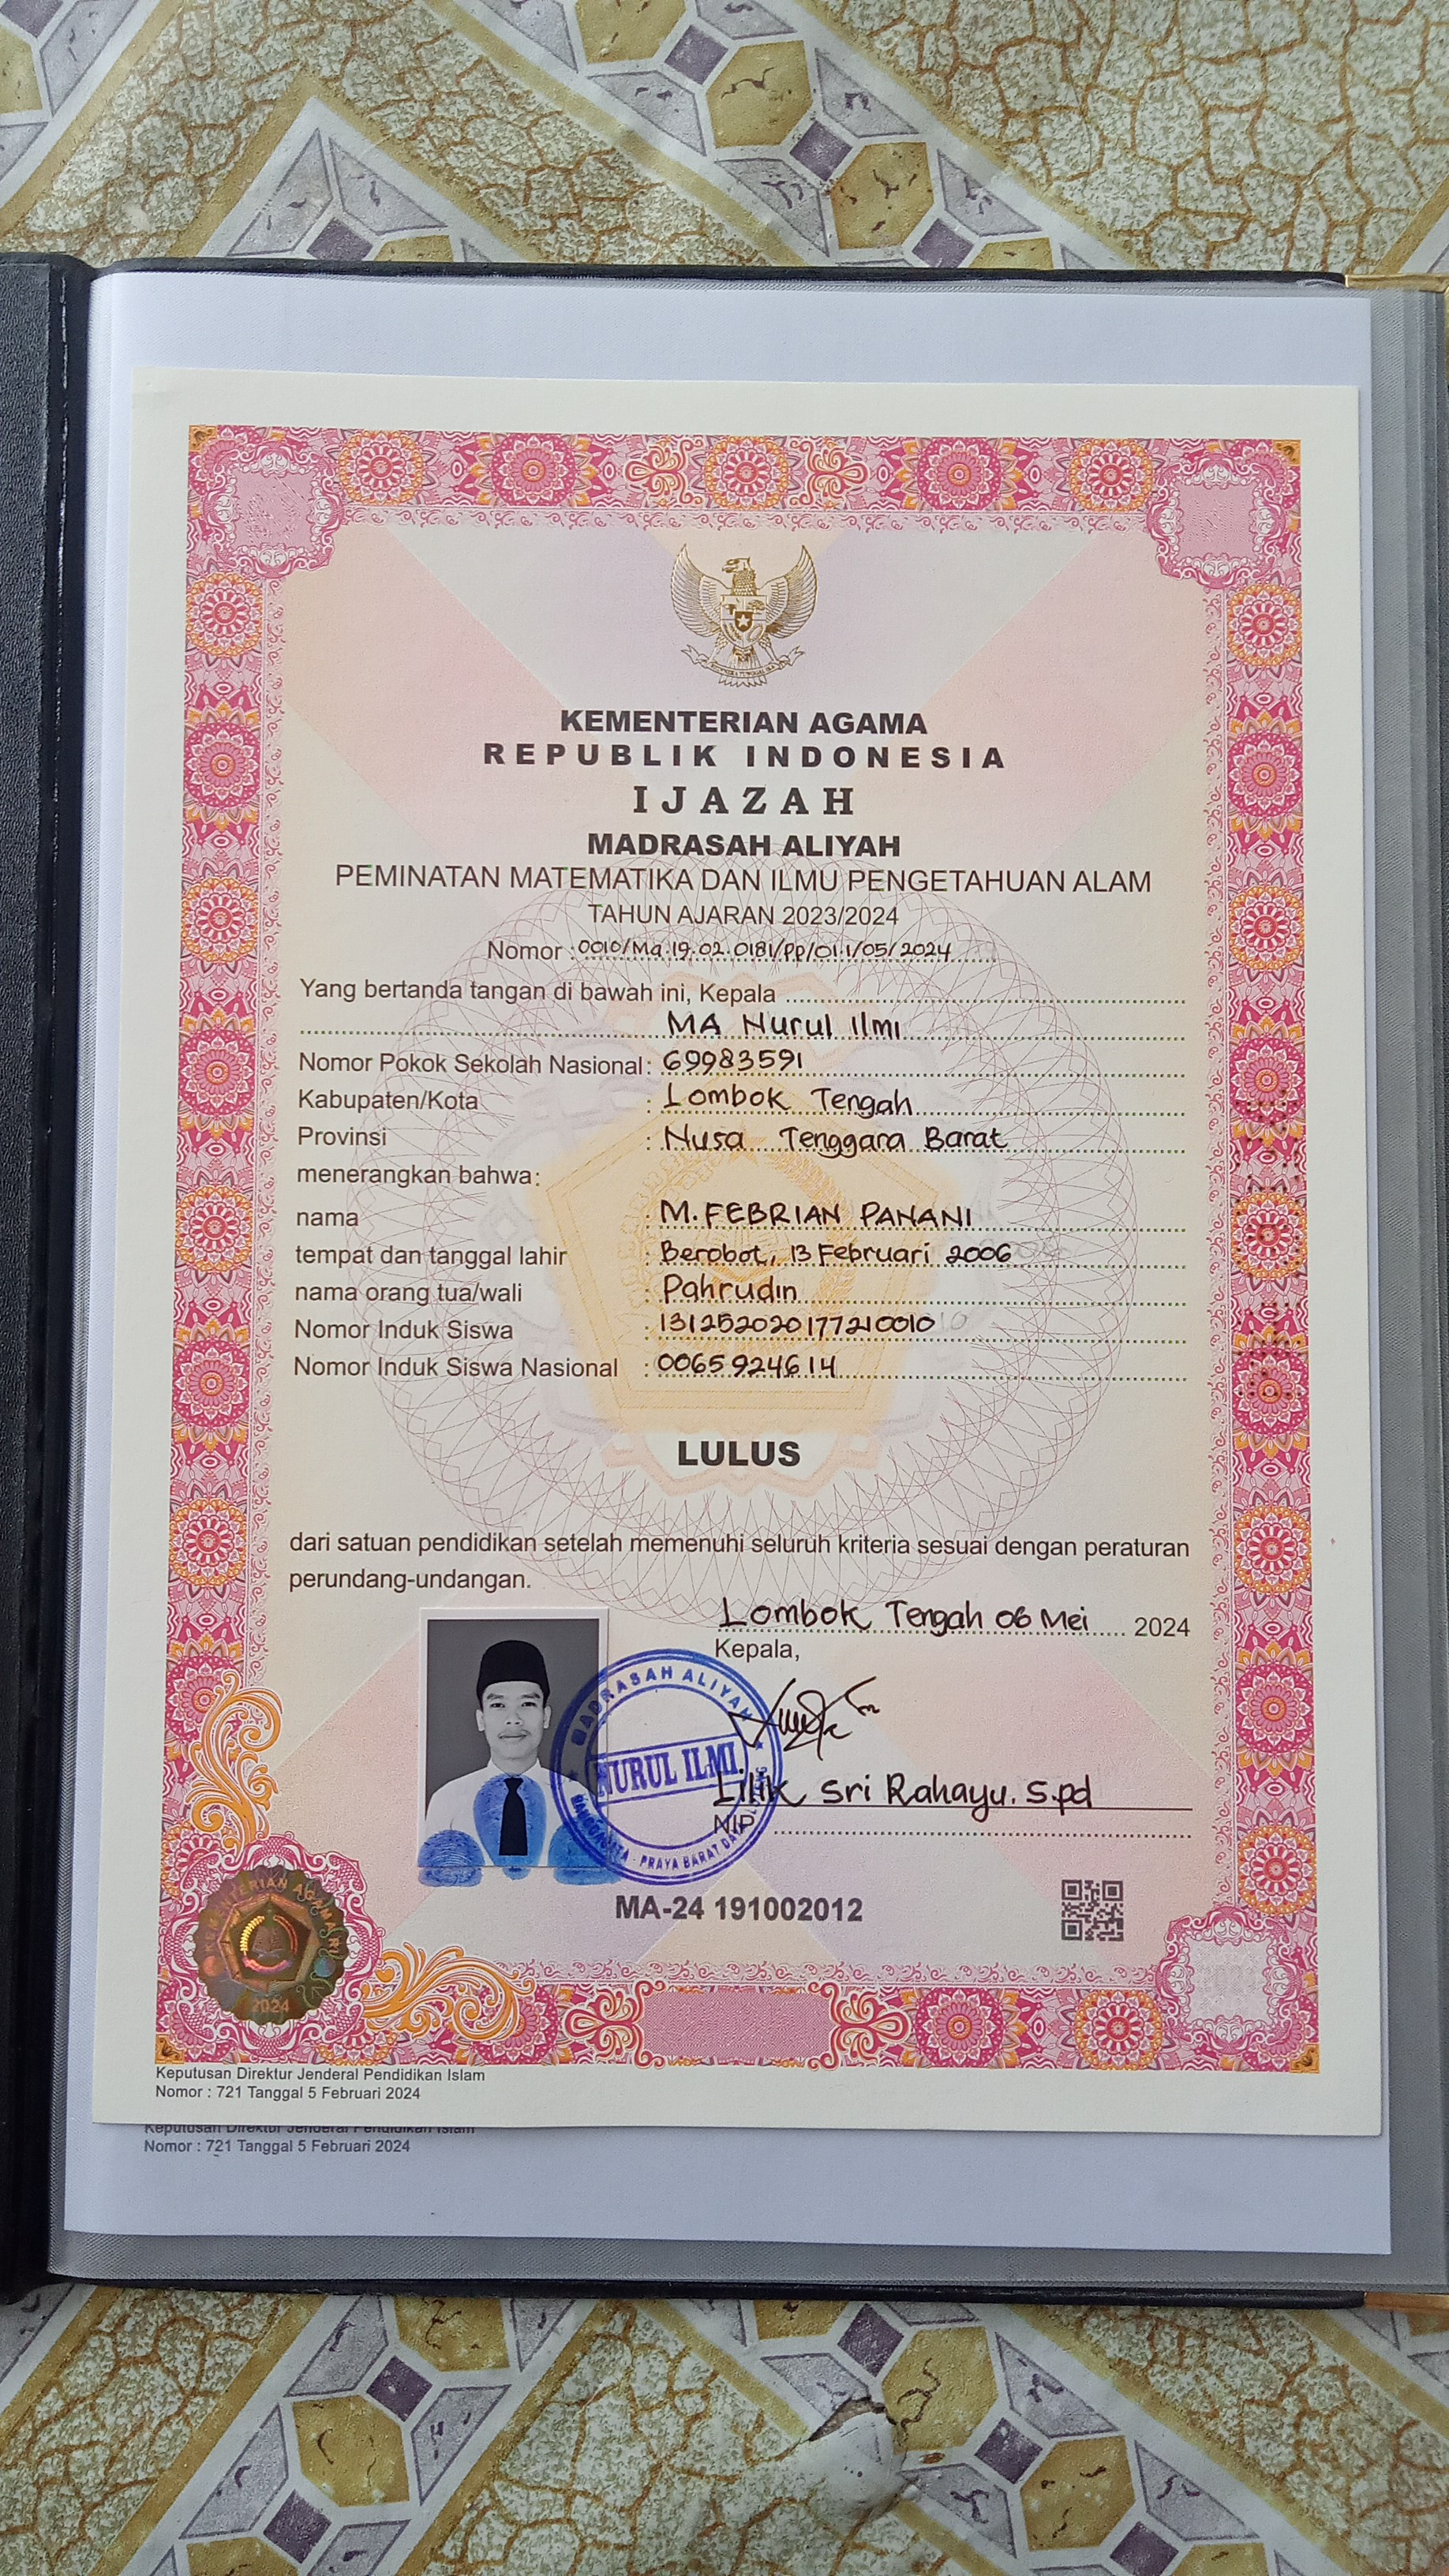 KEMENTERIAN AGAMA
REPUBLIK INDONESIA
IJAZAH
MADRASAH ALIYAH
PEMINATAN MATEMATIKA DAN ILMU PENGETAHUAN ALAM
TAHUN AJARAN 2023/2024
Nomor : 0010/Ma.19.02.0181/PP/01.1/05/2024
Yang bertanda tangan di bawah ini, Kepala
MA Nurul Ilmi
Nomor Pokok Sekolah Nasional : 69983591
Kabupaten/Kota : Lombok Tengah
Provinsi : Nusa Tenggara Barat
menerangkan bahwa:
nama : M. FEBRIAN PANANI
tempat dan tanggal lahir : Berobot, 13 Februari 2006
nama orang tua/wali : Pahrudin
Nomor Induk Siswa : 131252020177210010
Nomor Induk Siswa Nasional : 0065924614
LULUS
dari satuan pendidikan setelah memenuhi seluruh kriteria sesuai dengan peraturan
perundang-undangan.
Lombok Tengah 06 Mei 2024
Kepala,
MADRASAH ALIYAH
NURUL ILMI
PRAYA BARAT
Lilik Sri Rahayu. S.pd
NIP
MA-24 191002012
KEMENTERIAN AGAMA RI
2024
Keputusan Direktur Jenderal Pendidikan Islam
Nomor : 721 Tanggal 5 Februari 2024
Keputusan Direktur Jenderal Pendidikan Islam
Nomor : 721 Tanggal 5 Februari 2024